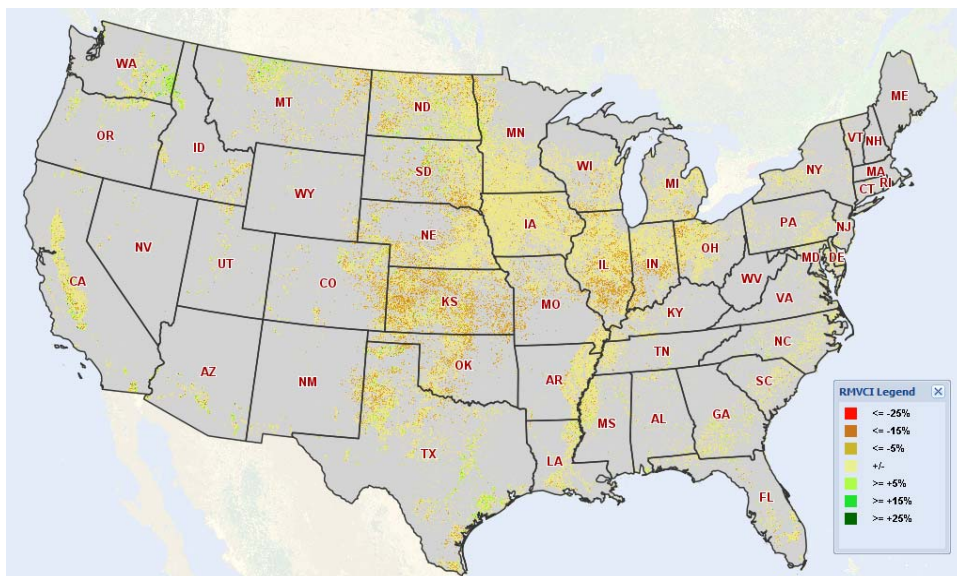 WA
ME
MT
ND
OR
MN
VT
NH
ID
SD
WI
NY
MA
RI
CT
WY
MI
IA
PA
NE
NJ
NV
OH
IL
IN
MD
DE
UT
CA
CO
WV
KS
MO
VA
KY
NC
TN
OK
AZ
NM
AR
SC
MS
AL
GA
TX
LA
FL
RMVCI Legend
<= -25%
<= -15%
<= -5%
+/-
>= +5%
>= +15%
>= +25%